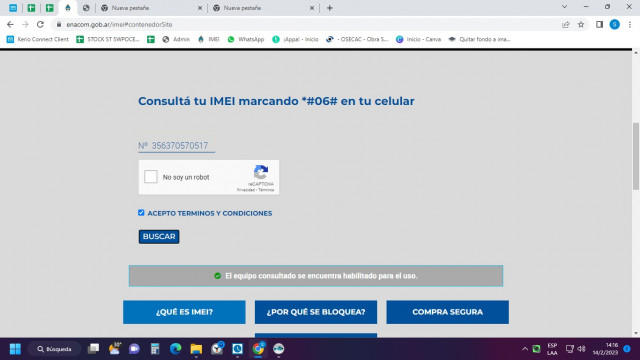 Nueva pestaña
Nueva pestaña
enacom.gob.ar/imei#contenedorSite
Kerio Connect Client
STOCK ST SWPOCE...
Admin
IMEI
WhatsApp
¡Appa! - Inicio
- OSECAC - Obra S...
Inicio - Canva
Quitar fondo a ima...
Consultá tu IMEI marcando *#06# en tu celular
Nº 356370570517
No soy un robot
reCAPTCHA
Privacidad - Términos
ACEPTO TERMINOS Y CONDICIONES
BUSCAR
El equipo consultado se encuentra habilitado para el uso.
¿QUÉ ES IMEI?
¿POR QUÉ SE BLOQUEA?
COMPRA SEGURA
Búsqueda
ESP
LAA
14:16
14/2/2023